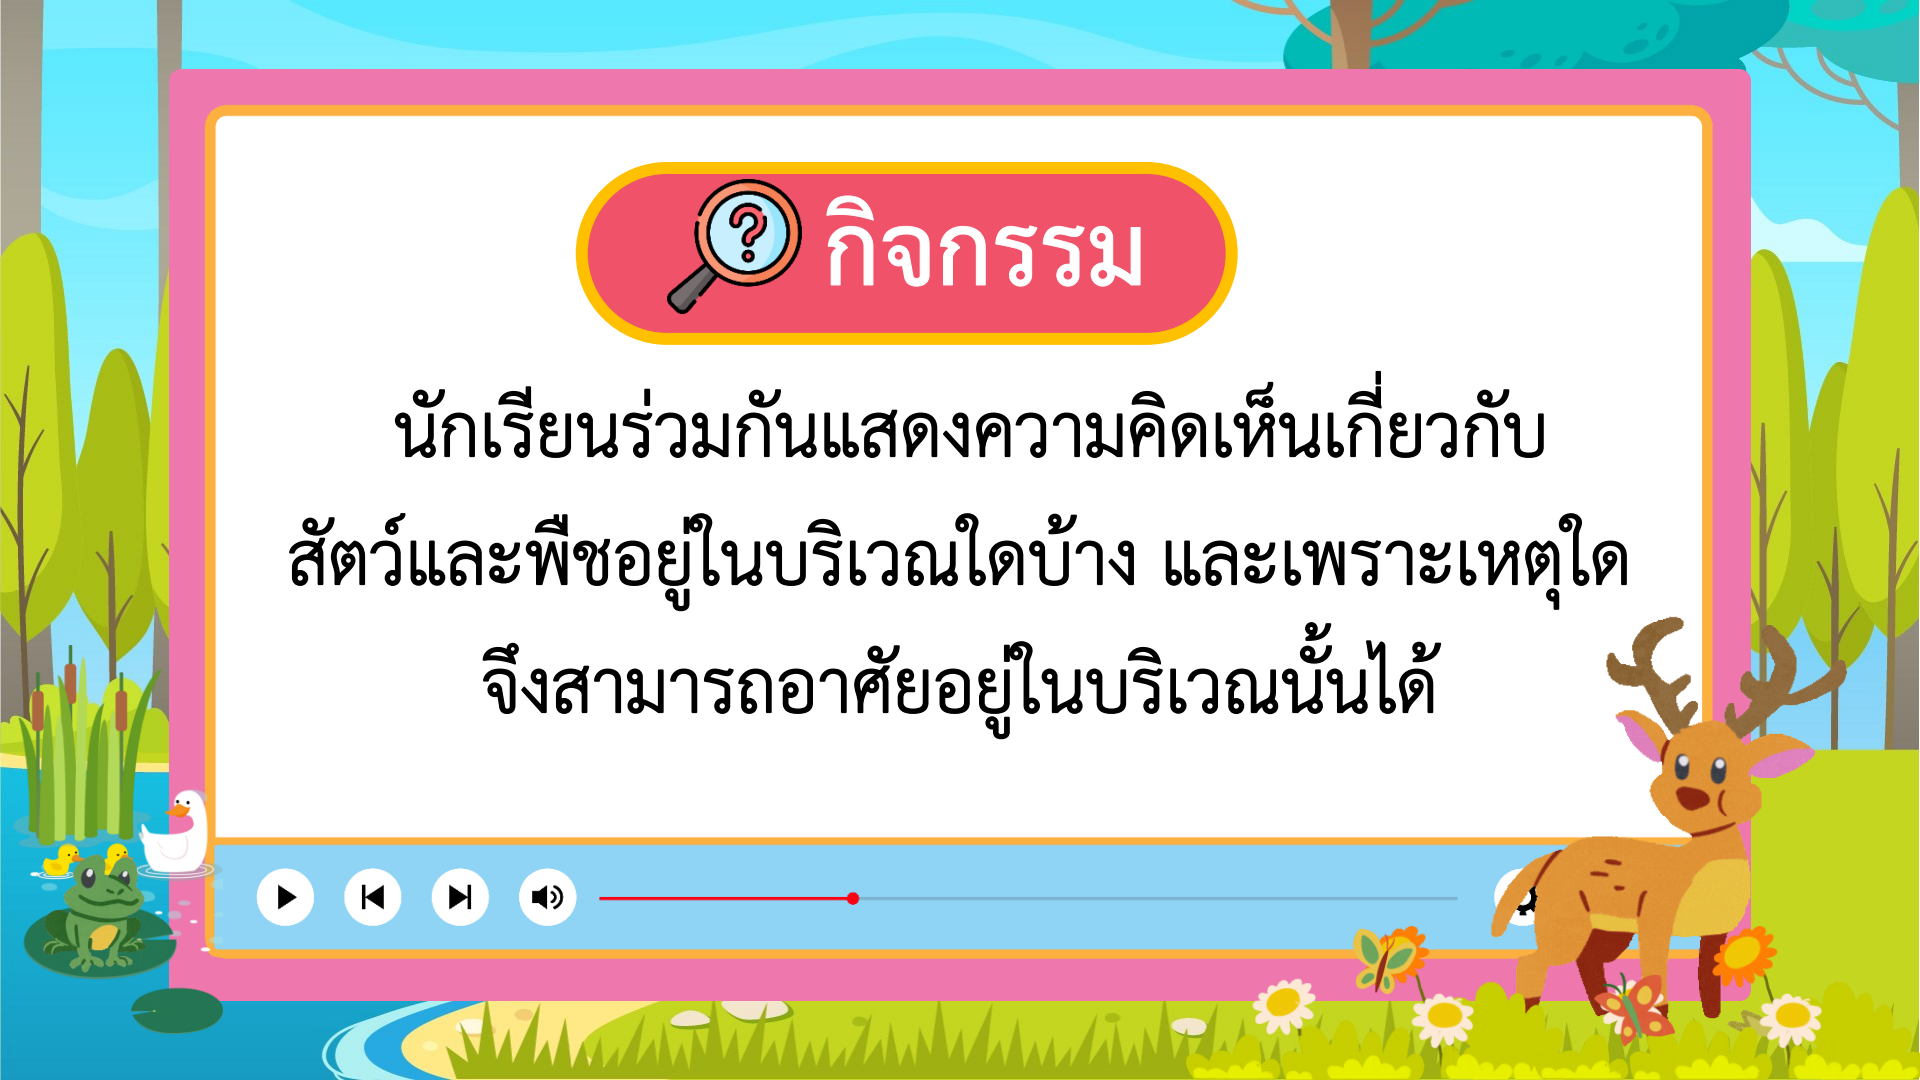 กิจกรรม
นักเรียนร่วมกันแสดงความคิดเห็นเกี่ยวกับ
สัตว์และพืชอยู่ในบริเวณใดบ้าง และเพราะเหตุใด
จึงสามารถอาศัยอยู่ในบริเวณนั้นได้